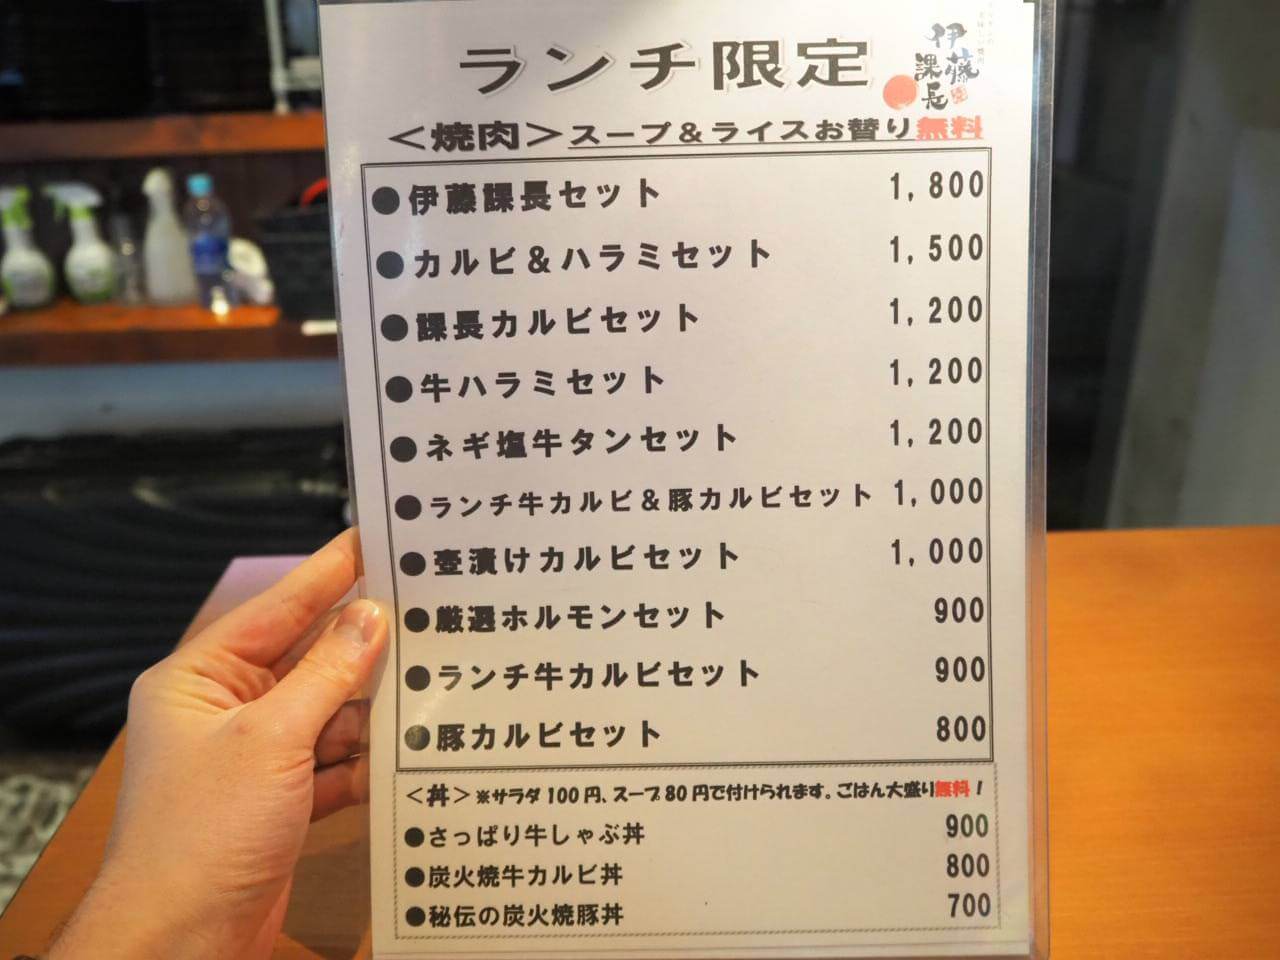 ランチ限定
伊藤課長
＜焼肉＞スープ＆ライスお替り無料
●伊藤課長セット 1,800
●カルビ＆ハラミセット 1,500
●課長カルビセット 1,200
●牛ハラミセット 1,200
●ネギ塩牛タンセット 1,200
●ランチ牛カルビ＆豚カルビセット 1,000
●壺漬けカルビセット 1,000
●厳選ホルモンセット 900
●ランチ牛カルビセット 900
●豚カルビセット 800
＜丼＞※サラダ100円、スープ80円で付けられます。ごはん大盛り無料！
●さっぱり牛しゃぶ丼 900
●炭火焼牛カルビ丼 800
●秘伝の炭火焼豚丼 700